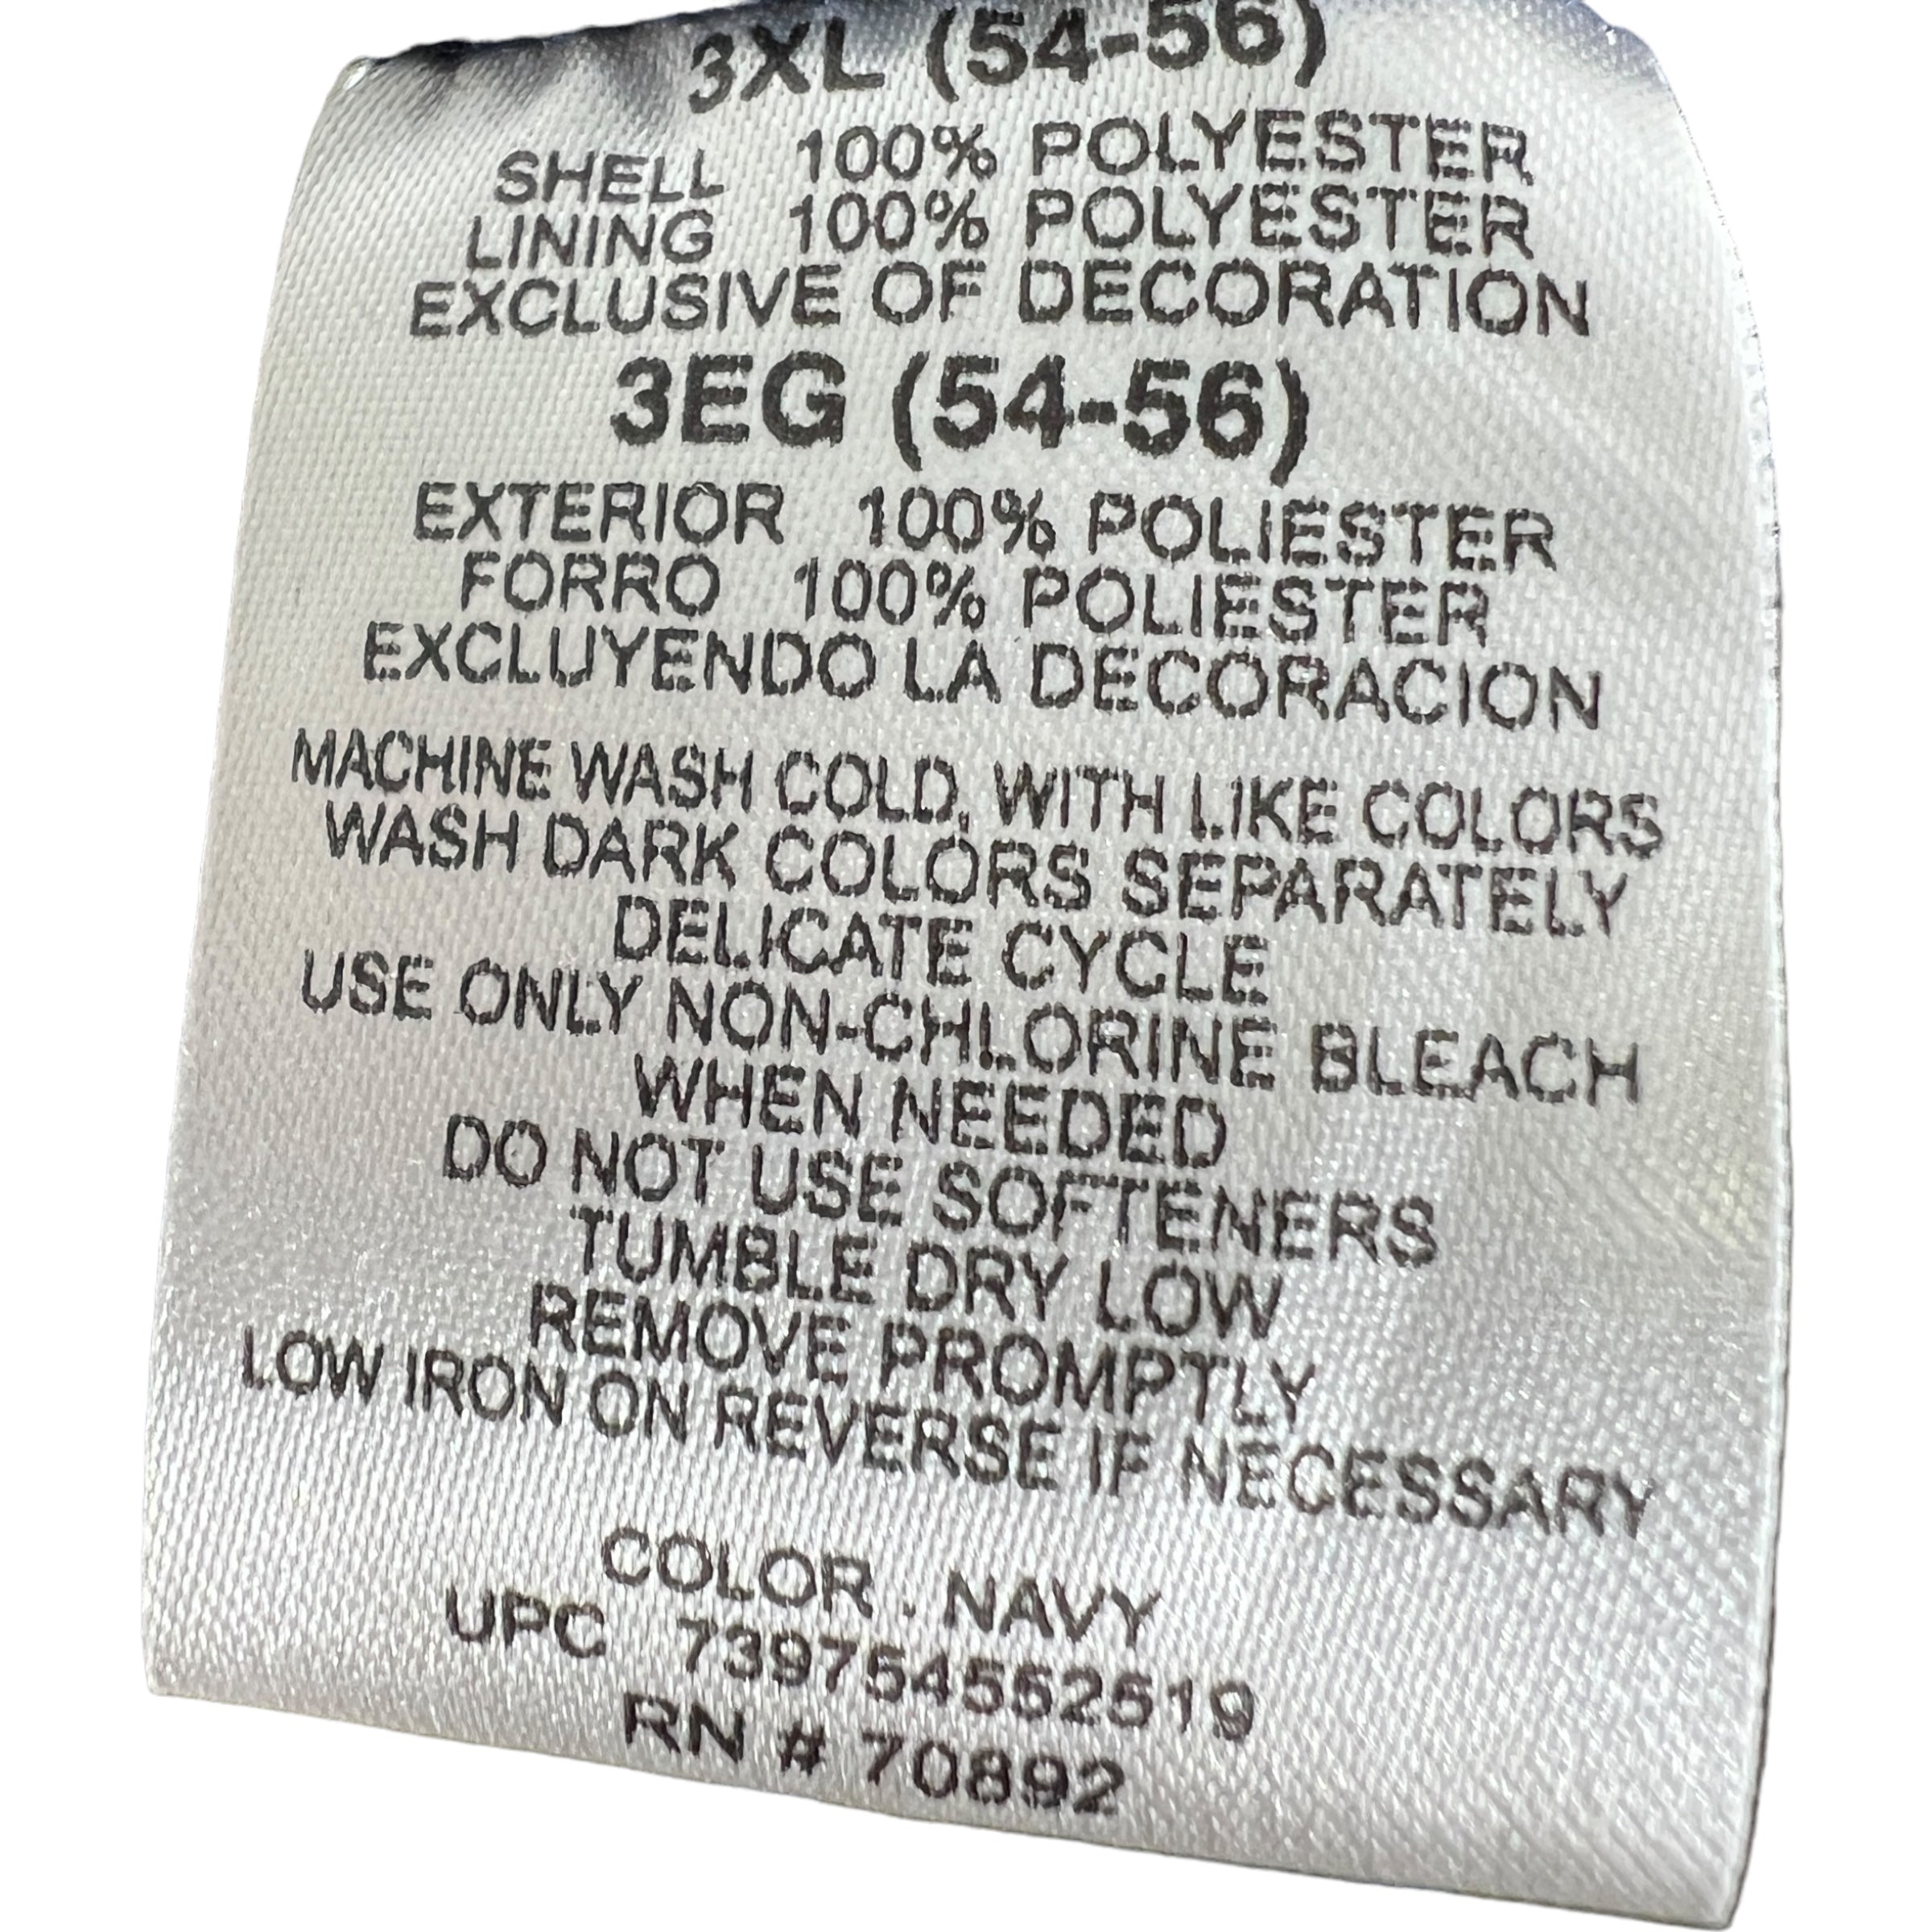 3XL (54-56)
SHELL 100% POLYESTER
LINING 100% POLYESTER
EXCLUSIVE OF DECORATION
3EG (54-56)
EXTERIOR 100% POLIESTER
FORRO 100% POLIESTER
EXCLUYENDO LA DECORACION
MACHINE WASH COLD, WITH LIKE COLORS
WASH DARK COLORS SEPARATELY
DELICATE CYCLE
USE ONLY NON-CHLORINE BLEACH
WHEN NEEDED
DO NOT USE SOFTENERS
TUMBLE DRY LOW
REMOVE PROMPTLY
LOW IRON ON REVERSE IF NECESSARY
COLOR . NAVY
UPC 739754552519
RN # 70892